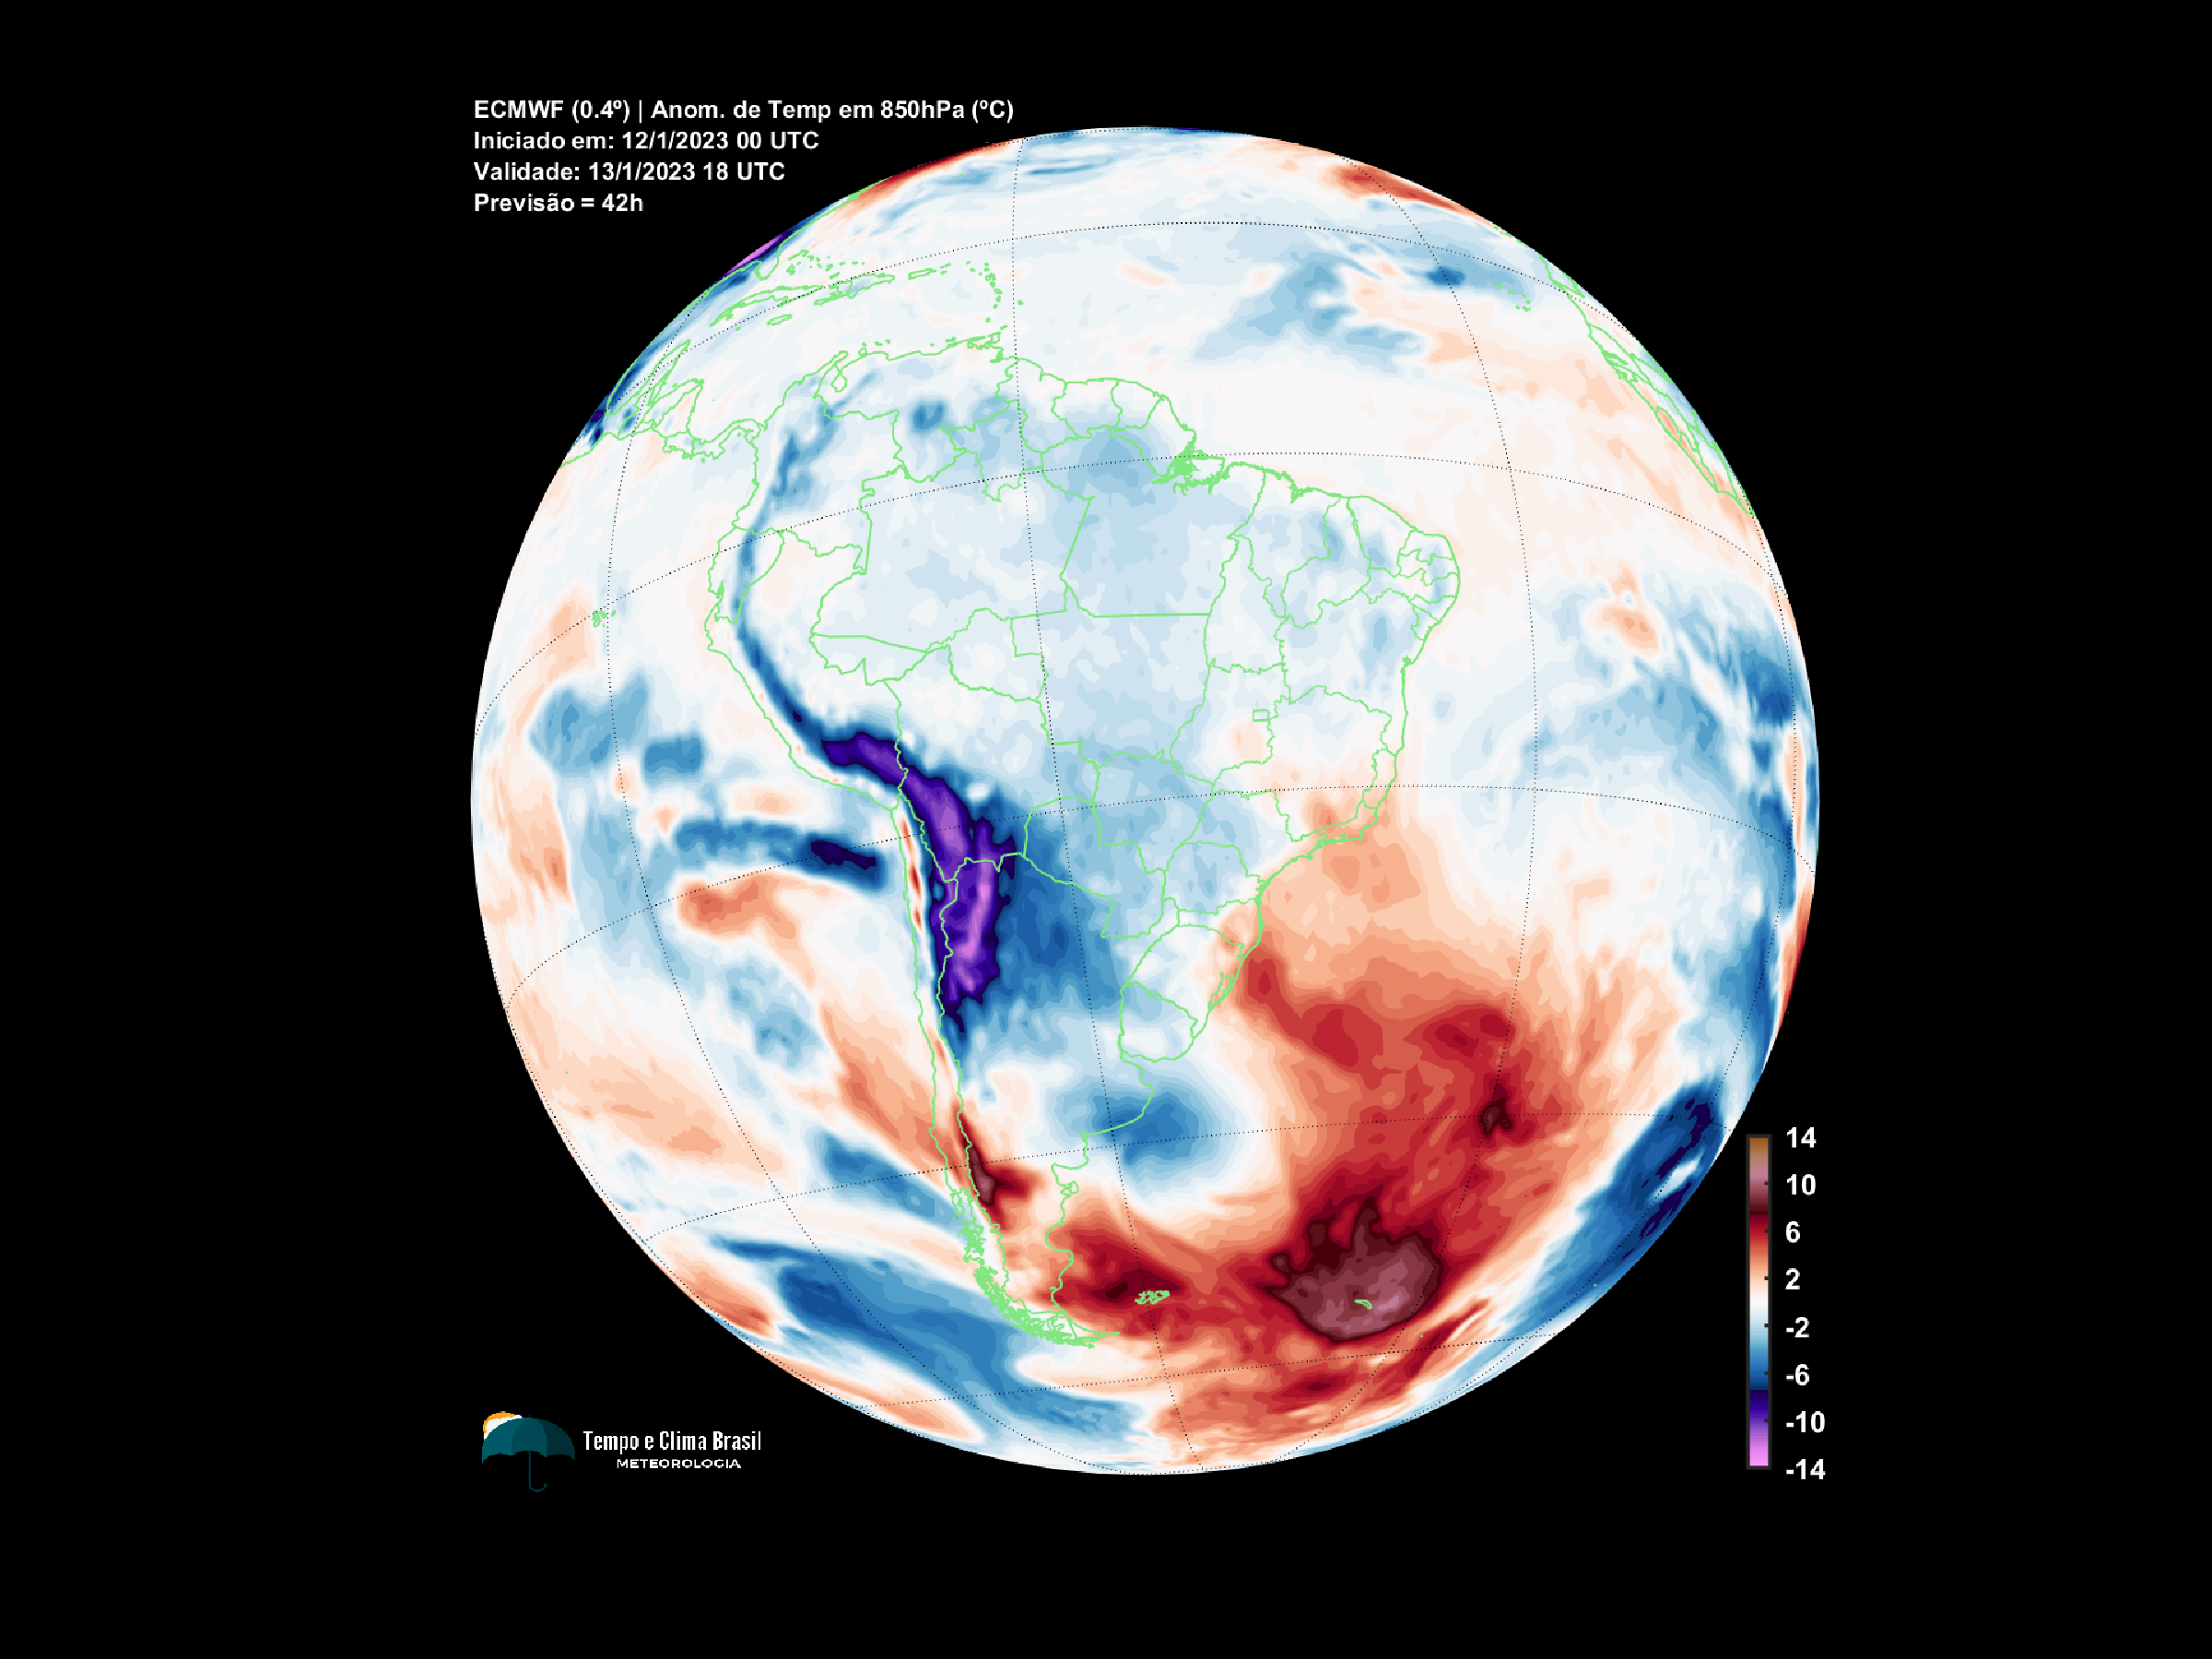 ECMWF (0.4º) | Anom. de Temp em 850hPa (ºC)
Iniciado em: 12/1/2023 00 UTC
Validade: 13/1/2023 18 UTC
Previsão = 42h
14
10
6
2
-2
-6
-10
-14
Tempo e Clima Brasil
METEOROLOGIA